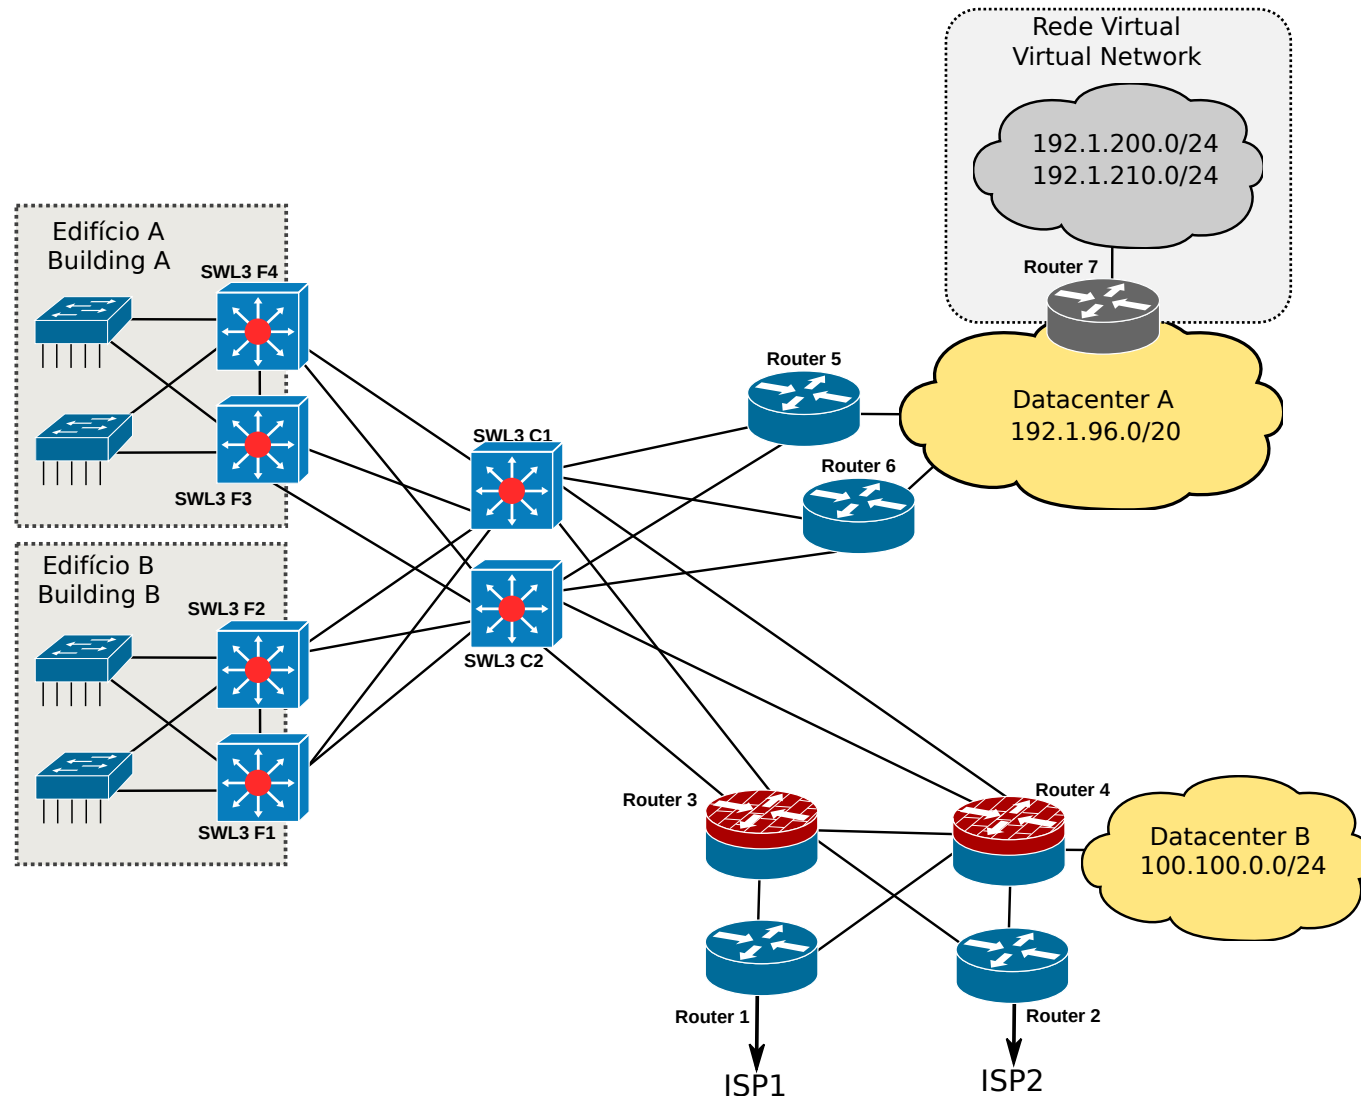 Rede Virtual
Virtual Network
192.1.200.0/24
192.1.210.0/24
Router 7
Edifício A
Building A
SWL3 F4
SWL3 F3
Router 5
Datacenter A
192.1.96.0/20
SWL3 C1
Router 6
Edifício B
Building B
SWL3 F2
SWL3 C2
SWL3 F1
Router 3
Router 4
Datacenter B
100.100.0.0/24
Router 1
Router 2
ISP1
ISP2